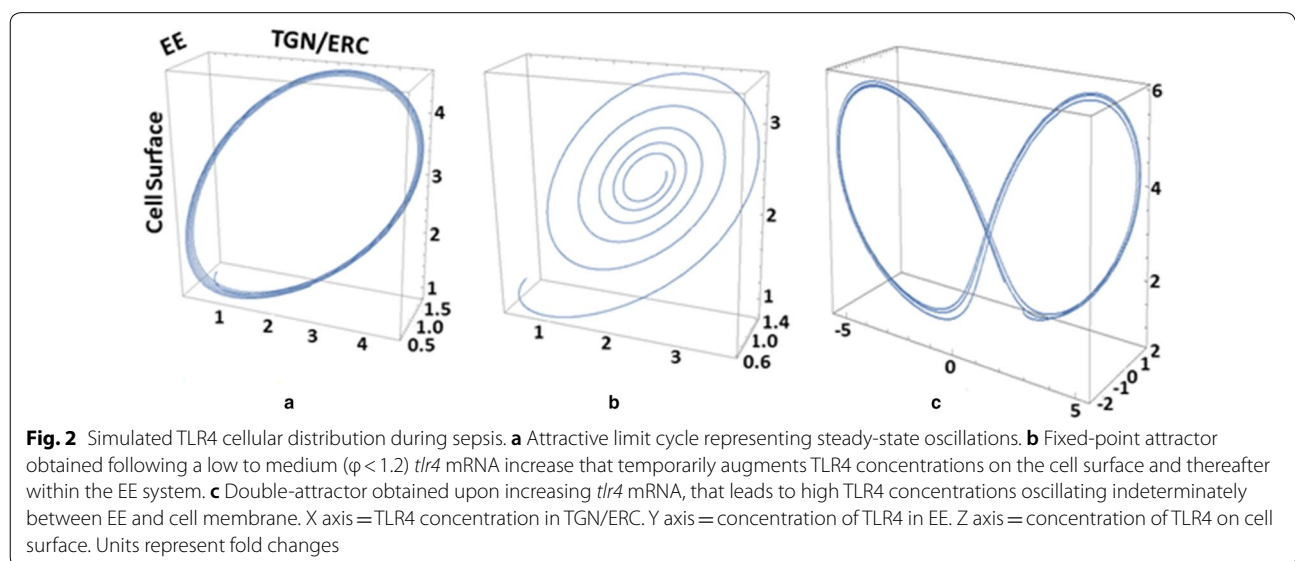 EE
TGN/ERC
Cell Surface
4
3
2
1
1.5
1.0
0.5
1
2
3
4
3
2
1
1.4
1.0
0.6
1
2
3
6
4
2
2
1
0
-1
-2
-5
0
5
a
b
c
Fig. 2 Simulated TLR4 cellular distribution during sepsis. a Attractive limit cycle representing steady-state oscillations. b Fixed-point attractor
obtained following a low to medium (φ < 1.2) tlr4 mRNA increase that temporarily augments TLR4 concentrations on the cell surface and thereafter
within the EE system. c Double-attractor obtained upon increasing tlr4 mRNA, that leads to high TLR4 concentrations oscillating indeterminately
between EE and cell membrane. X axis = TLR4 concentration in TGN/ERC. Y axis = concentration of TLR4 in EE. Z axis = concentration of TLR4 on cell
surface. Units represent fold changes